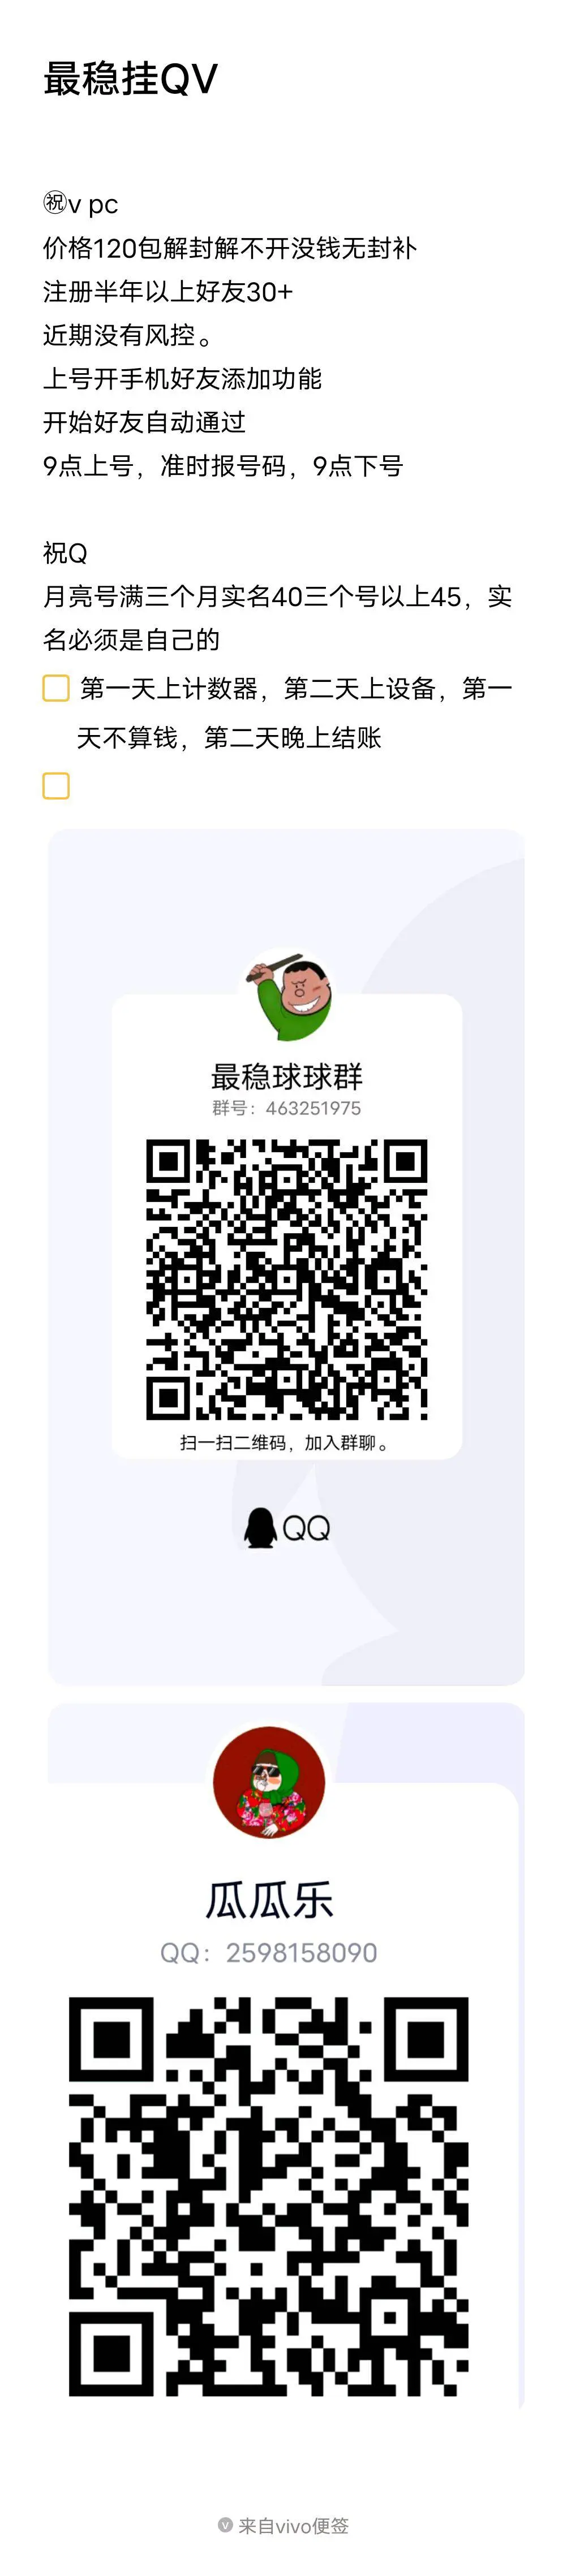 最稳挂QV
㊗v pc
价格120包解封解不开没钱无封补
注册半年以上好友30+
近期没有风控。
上号开手机好友添加功能
开始好友自动通过
9点上号，准时报号码，9点下号
祝Q
月亮号满三个月实名40三个号以上45，实
名必须是自己的
第一天上计数器，第二天上设备，第一
天不算钱，第二天晚上结账
最稳球球群
群号：463251975
扫一扫二维码，加入群聊。
QQ
瓜瓜乐
QQ：2598158090
来自vivo便签